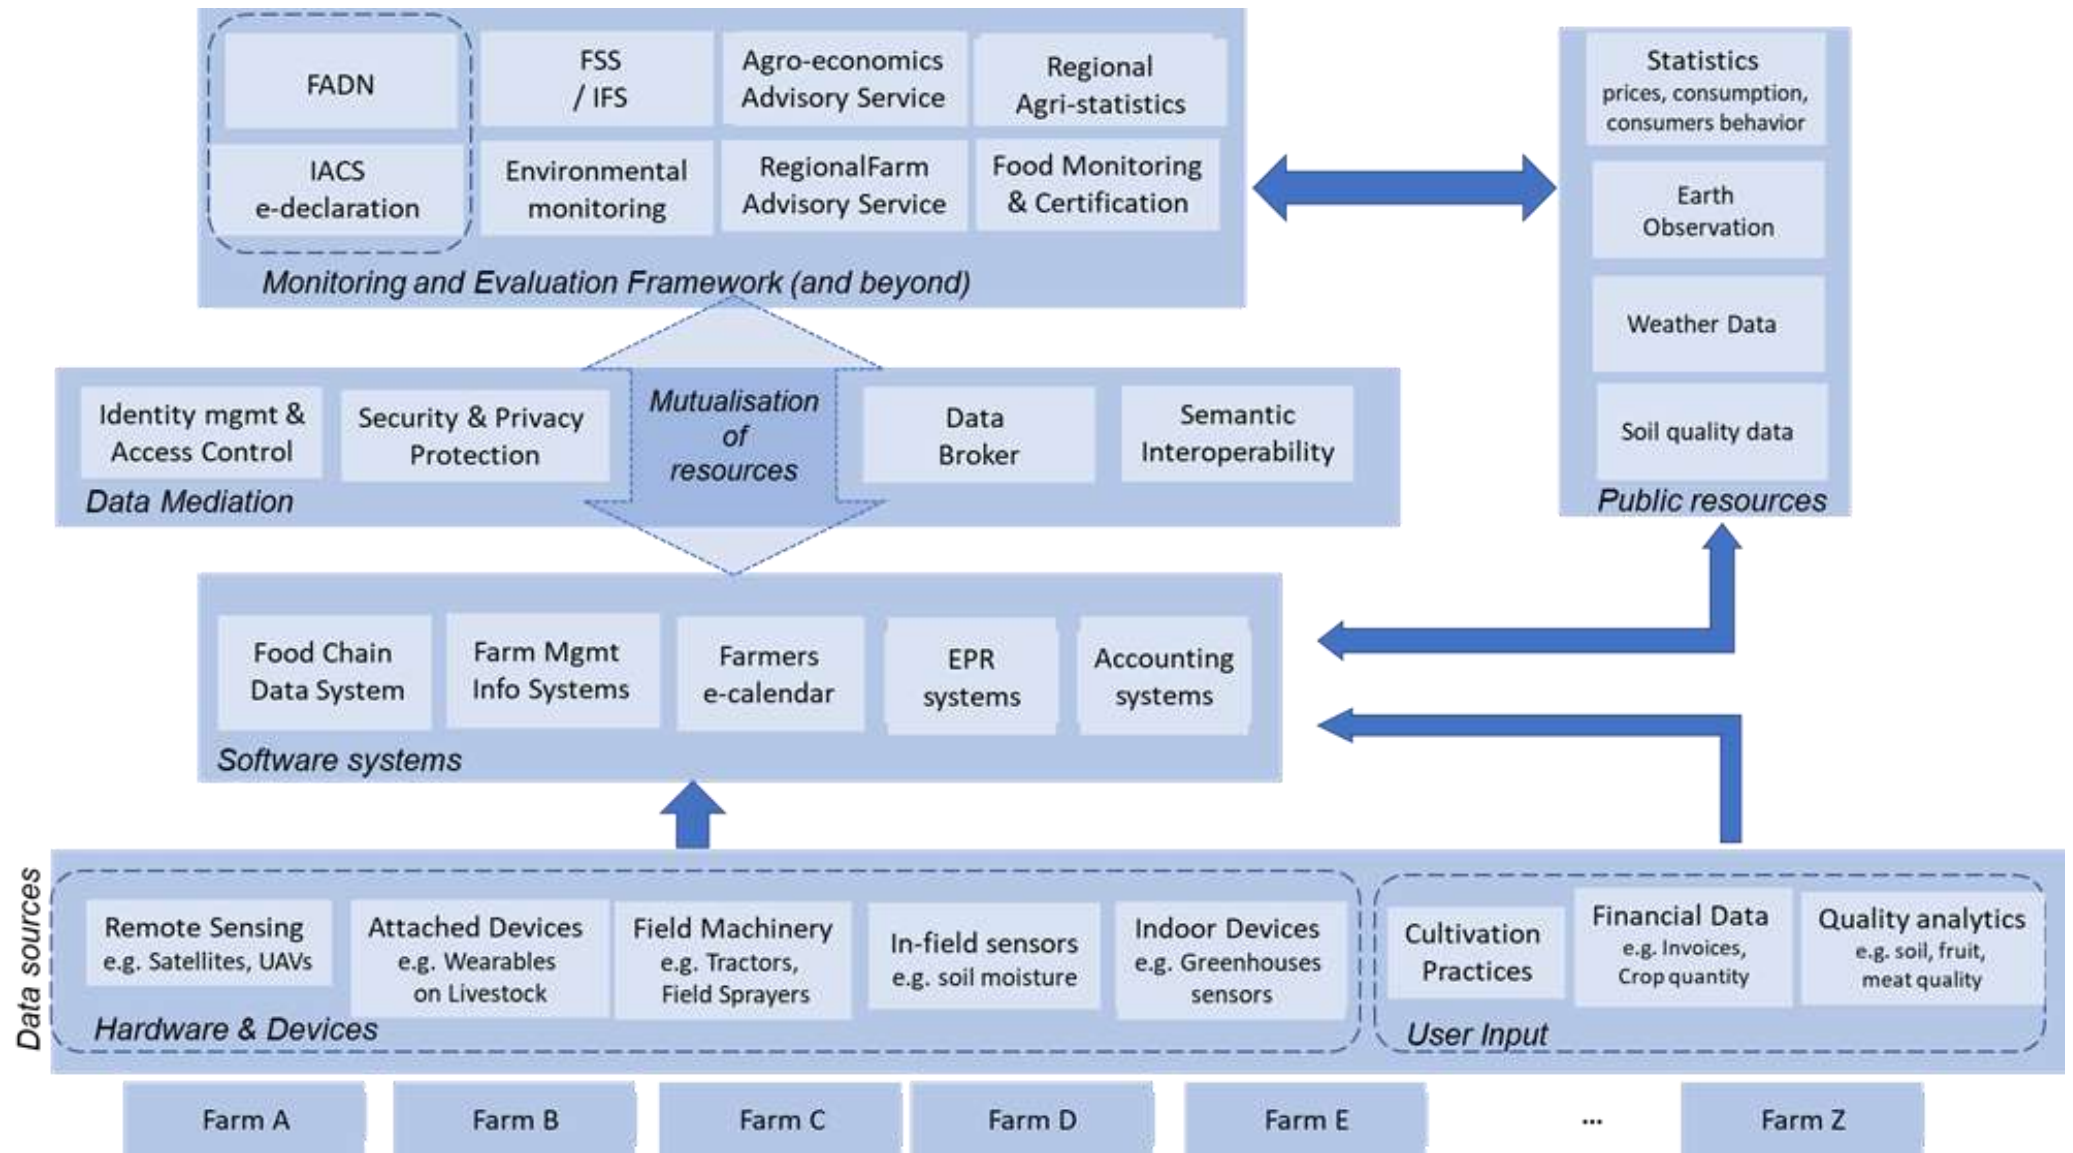 FADN
FSS
/ IFS
Agro-economics
Advisory Service
Regional
Agri-statistics
IACS
e-declaration
Environmental
monitoring
RegionalFarm
Advisory Service
Food Monitoring
& Certification
Monitoring and Evaluation Framework (and beyond)
Statistics
prices, consumption,
consumers behavior
Earth
Observation
Weather Data
Soil quality data
Public resources
Identity mgmt &
Access Control
Security & Privacy
Protection
Mutualisation
of
resources
Data
Broker
Semantic
Interoperability
Data Mediation
Food Chain
Data System
Farm Mgmt
Info Systems
Farmers
e-calendar
EPR
systems
Accounting
systems
Software systems
Data sources
Remote Sensing
e.g. Satellites, UAVs
Attached Devices
e.g. Wearables
on Livestock
Field Machinery
e.g. Tractors,
Field Sprayers
In-field sensors
e.g. soil moisture
Indoor Devices
e.g. Greenhouses
sensors
Hardware & Devices
Cultivation
Practices
Financial Data
e.g. Invoices,
Crop quantity
Quality analytics
e.g. soil, fruit,
meat quality
User Input
Farm A
Farm B
Farm C
Farm D
Farm E
...
Farm Z